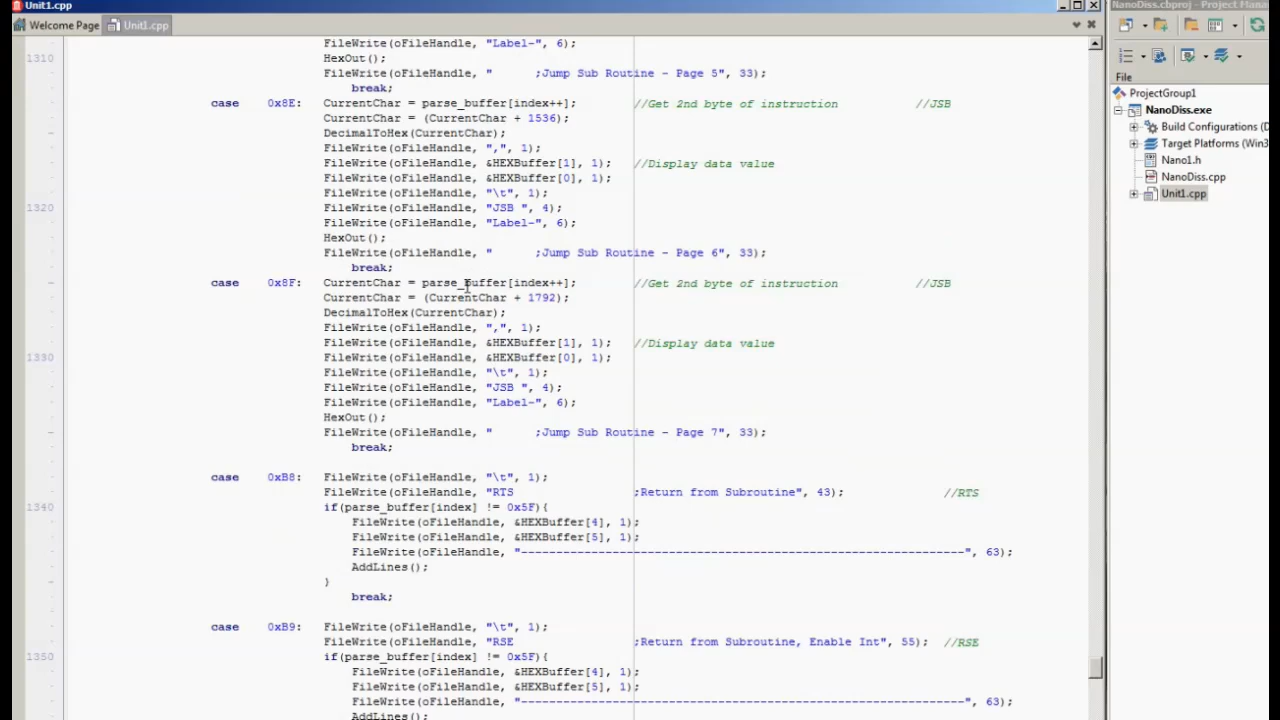 Unit1.cpp
NanoDiss.cbproj - Project Mana
Welcome Page Unit1.cpp
FileWrite(oFileHandle, "Label-", 6);
1310 HexOut();
FileWrite(oFileHandle, "      ;Jump Sub Routine - Page 5", 33);
break;
case 0x8E: CurrentChar = parse_buffer[index++]; //Get 2nd byte of instruction //JSB
CurrentChar = (CurrentChar + 1536);
DecimalToHex(CurrentChar);
FileWrite(oFileHandle, ",", 1);
FileWrite(oFileHandle, &HEXBuffer[1], 1); //Display data value
FileWrite(oFileHandle, &HEXBuffer[0], 1);
FileWrite(oFileHandle, "\t", 1);
1320 FileWrite(oFileHandle, "JSB ", 4);
FileWrite(oFileHandle, "Label-", 6);
HexOut();
FileWrite(oFileHandle, "      ;Jump Sub Routine - Page 6", 33);
break;
case 0x8F: CurrentChar = parse_buffer[index++]; //Get 2nd byte of instruction //JSB
CurrentChar = (CurrentChar + 1792);
DecimalToHex(CurrentChar);
FileWrite(oFileHandle, ",", 1);
FileWrite(oFileHandle, &HEXBuffer[1], 1); //Display data value
1330 FileWrite(oFileHandle, &HEXBuffer[0], 1);
FileWrite(oFileHandle, "\t", 1);
FileWrite(oFileHandle, "JSB ", 4);
FileWrite(oFileHandle, "Label-", 6);
HexOut();
FileWrite(oFileHandle, "      ;Jump Sub Routine - Page 7", 33);
break;
case 0xB8: FileWrite(oFileHandle, "\t", 1);
FileWrite(oFileHandle, "RTS                 ;Return from Subroutine", 43); //RTS
1340 if(parse_buffer[index] != 0x5F){
FileWrite(oFileHandle, &HEXBuffer[4], 1);
FileWrite(oFileHandle, &HEXBuffer[5], 1);
FileWrite(oFileHandle, "---------------------------------------------------------------", 63);
AddLines();
}
break;
case 0xB9: FileWrite(oFileHandle, "\t", 1);
FileWrite(oFileHandle, "RSE                 ;Return from Subroutine, Enable Int", 55); //RSE
1350 if(parse_buffer[index] != 0x5F){
FileWrite(oFileHandle, &HEXBuffer[4], 1);
FileWrite(oFileHandle, &HEXBuffer[5], 1);
FileWrite(oFileHandle, "---------------------------------------------------------------", 63);
AddLines();
File
ProjectGroup1
NanoDiss.exe
Build Configurations (D
Target Platforms (Win3
Nano1.h
NanoDiss.cpp
Unit1.cpp